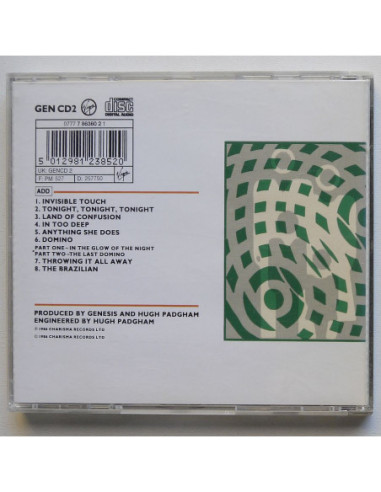 GEN CD2
Virgin
COMPACT
disc
DIGITAL AUDIO
0777 7 86060 2 1
5 012981 238520
UK: GENCD 2
F: PM 527
D: 257750
Virgin
ADD
1. INVISIBLE TOUCH
2. TONIGHT, TONIGHT, TONIGHT
3. LAND OF CONFUSION
4. IN TOO DEEP
5. ANYTHING SHE DOES
6. DOMINO
PART ONE–IN THE GLOW OF THE NIGHT
PART TWO–THE LAST DOMINO
7. THROWING IT ALL AWAY
8. THE BRAZILIAN
PRODUCED BY GENESIS AND HUGH PADGHAM
ENGINEERED BY HUGH PADGHAM
℗ 1986 CHARISMA RECORDS LTD
© 1986 CHARISMA RECORDS LTD